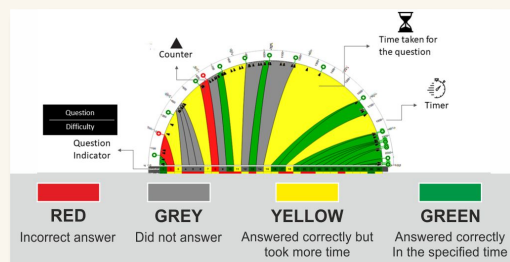 Counter
Time taken for
the question
Timer
Question
Difficulty
Question
Indicator
RED
Incorrect answer
GREY
Did not answer
YELLOW
Answered correctly but
took more time
GREEN
Answered correctly
In the specified time